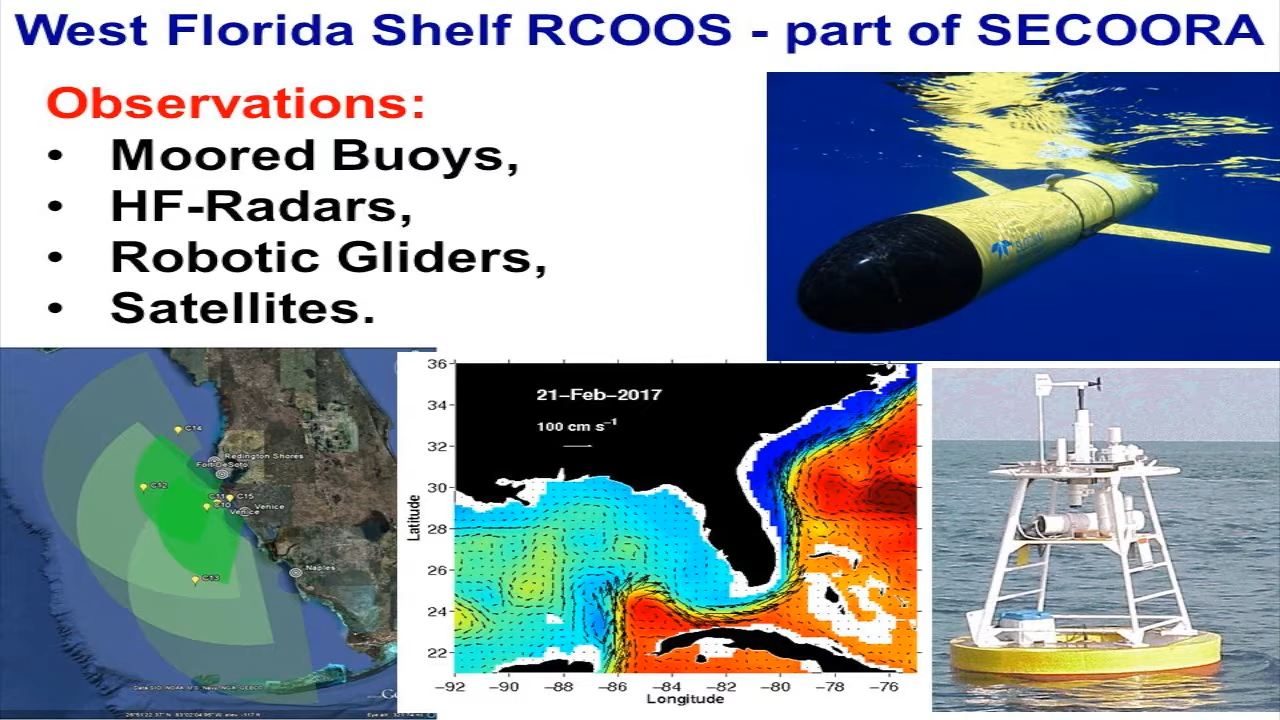 West Florida Shelf RCOOS - part of SECOORA
Observations:
• Moored Buoys,
• HF-Radars,
• Robotic Gliders,
• Satellites.
C14
Redington Shores
Fort DeSoto
C12
C15
C10
Venice
Venice
Naples
C13
36
34
32
30
28
26
24
22
Latitude
21-Feb-2017
100 cm s⁻¹
−92 −90 −88 −86 −84 −82 −80 −78 −76
Longitude